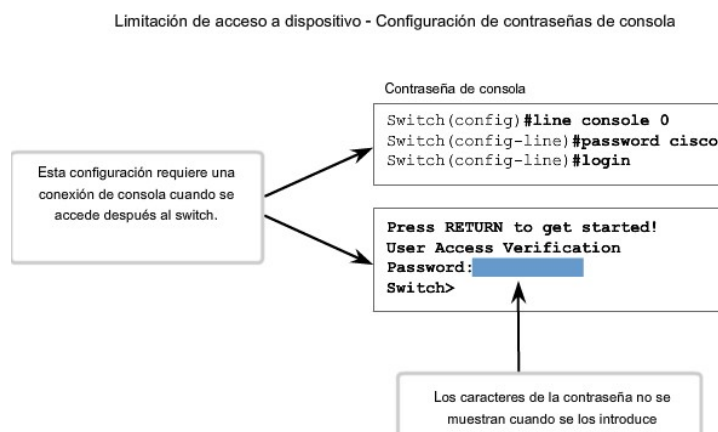 Limitación de acceso a dispositivo - Configuración de contraseñas de consola
Contraseña de consola
Switch(config)#line console 0
Switch(config-line)#password cisco
Switch(config-line)#login
Esta configuración requiere una
conexión de consola cuando se
accede después al switch.
Press RETURN to get started!
User Access Verification
Password:
Switch>
Los caracteres de la contraseña no se
muestran cuando se los introduce